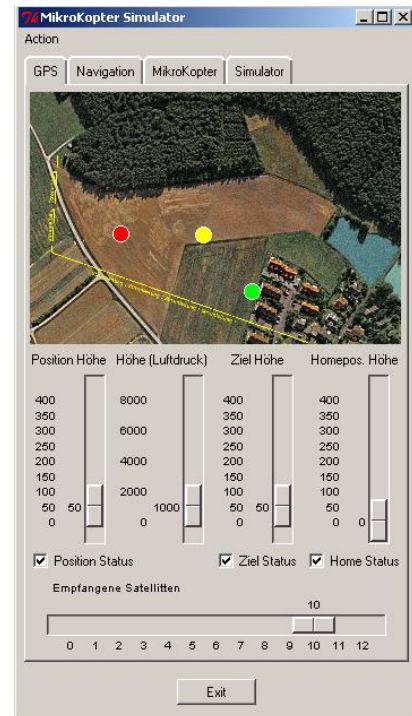 MikroKopter Simulator
Action
GPS Navigation MikroKopter Simulator
Position Höhe Höhe (Luftdruck) Ziel Höhe Homepos. Höhe
400 8000 400 400
350 350 350
300 6000 300 300
250 250 250
200 4000 200 200
150 150 150
100 2000 100 100
50 50 1000 50 50 50
0 0 0 0 0
Position Status Ziel Status Home Status
Empfangene Satellitten
10
0 1 2 3 4 5 6 7 8 9 10 11 12
Exit